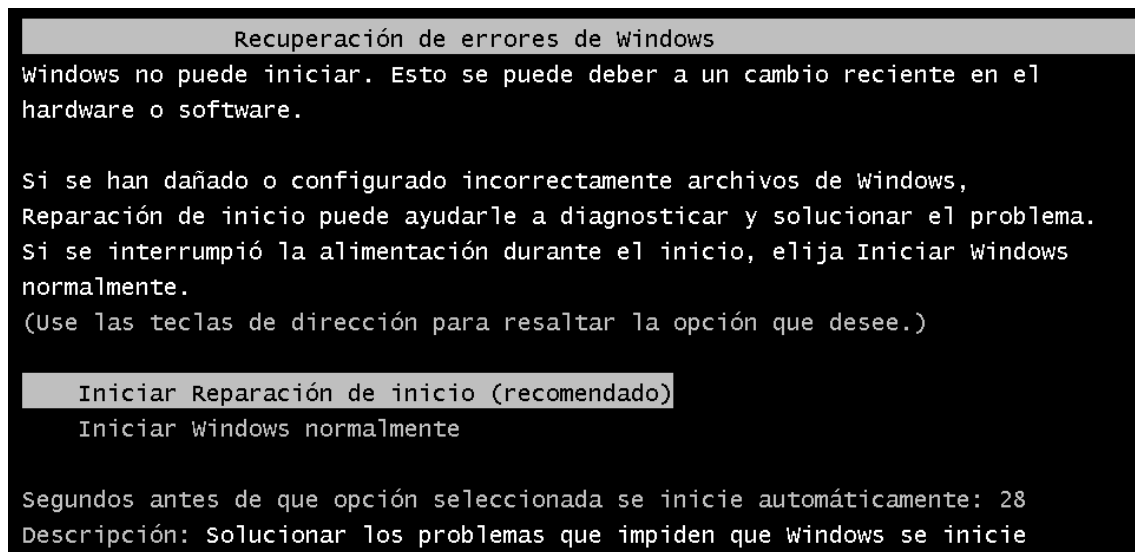 Recuperación de errores de Windows
Windows no puede iniciar. Esto se puede deber a un cambio reciente en el
hardware o software.
Si se han dañado o configurado incorrectamente archivos de Windows,
Reparación de inicio puede ayudarle a diagnosticar y solucionar el problema.
Si se interrumpió la alimentación durante el inicio, elija Iniciar Windows
normalmente.
(Use las teclas de dirección para resaltar la opción que desee.)
Iniciar Reparación de inicio (recomendado)
Iniciar Windows normalmente
Segundos antes de que opción seleccionada se inicie automáticamente: 28
Descripción: Solucionar los problemas que impiden que Windows se inicie